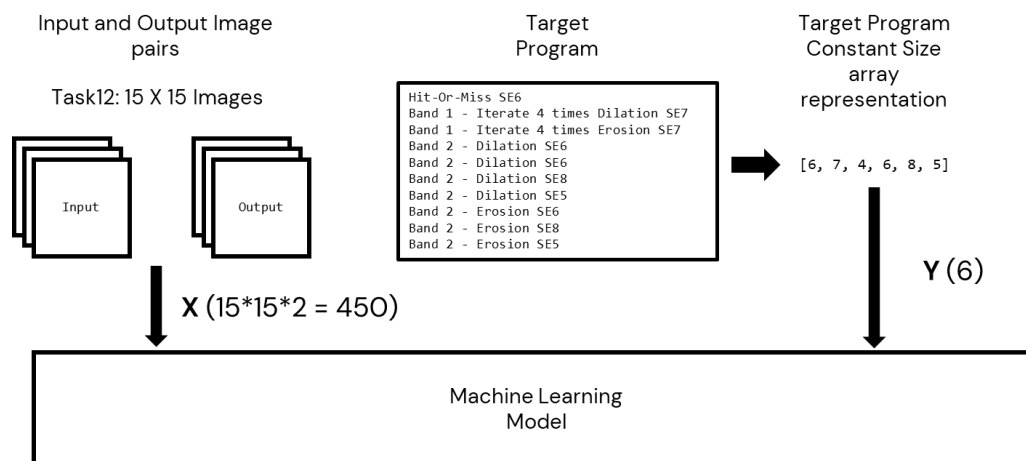 Input and Output Image
pairs
Task12: 15 X 15 Images
Input
Output
X (15*15*2 = 450)
Target
Program
Hit-Or-Miss SE6
Band 1 - Iterate 4 times Dilation SE7
Band 1 - Iterate 4 times Erosion SE7
Band 2 - Dilation SE6
Band 2 - Dilation SE6
Band 2 - Dilation SE8
Band 2 - Dilation SE5
Band 2 - Erosion SE6
Band 2 - Erosion SE8
Band 2 - Erosion SE5
Target Program
Constant Size
array
representation
[6, 7, 4, 6, 8, 5]
Y (6)
Machine Learning
Model